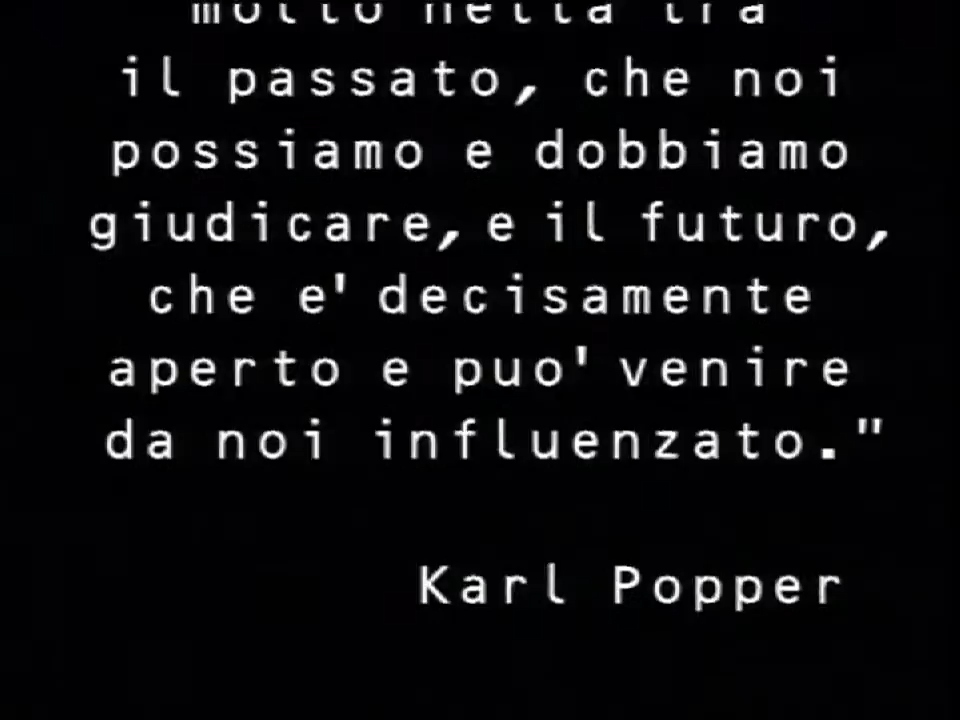 molto netta tra
il passato, che noi
possiamo e dobbiamo
giudicare, e il futuro,
che e' decisamente
aperto e puo' venire
da noi influenzato."
Karl Popper